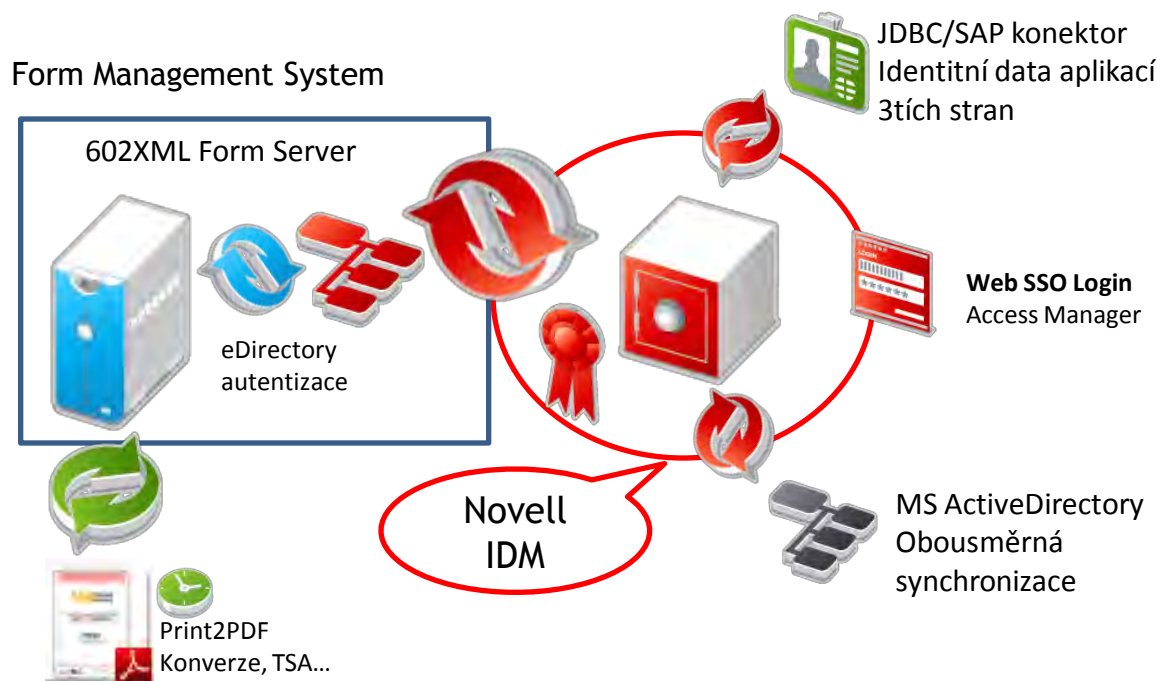 Form Management System
602XML Form Server
eDirectory
autentizace
JDBC/SAP konektor
Identitní data aplikací
3tích stran
LOGIN
******
Web SSO Login
Access Manager
Novell
IDM
MS ActiveDirectory
Obousměrná
synchronizace
Print2PDF
Konverze, TSA...